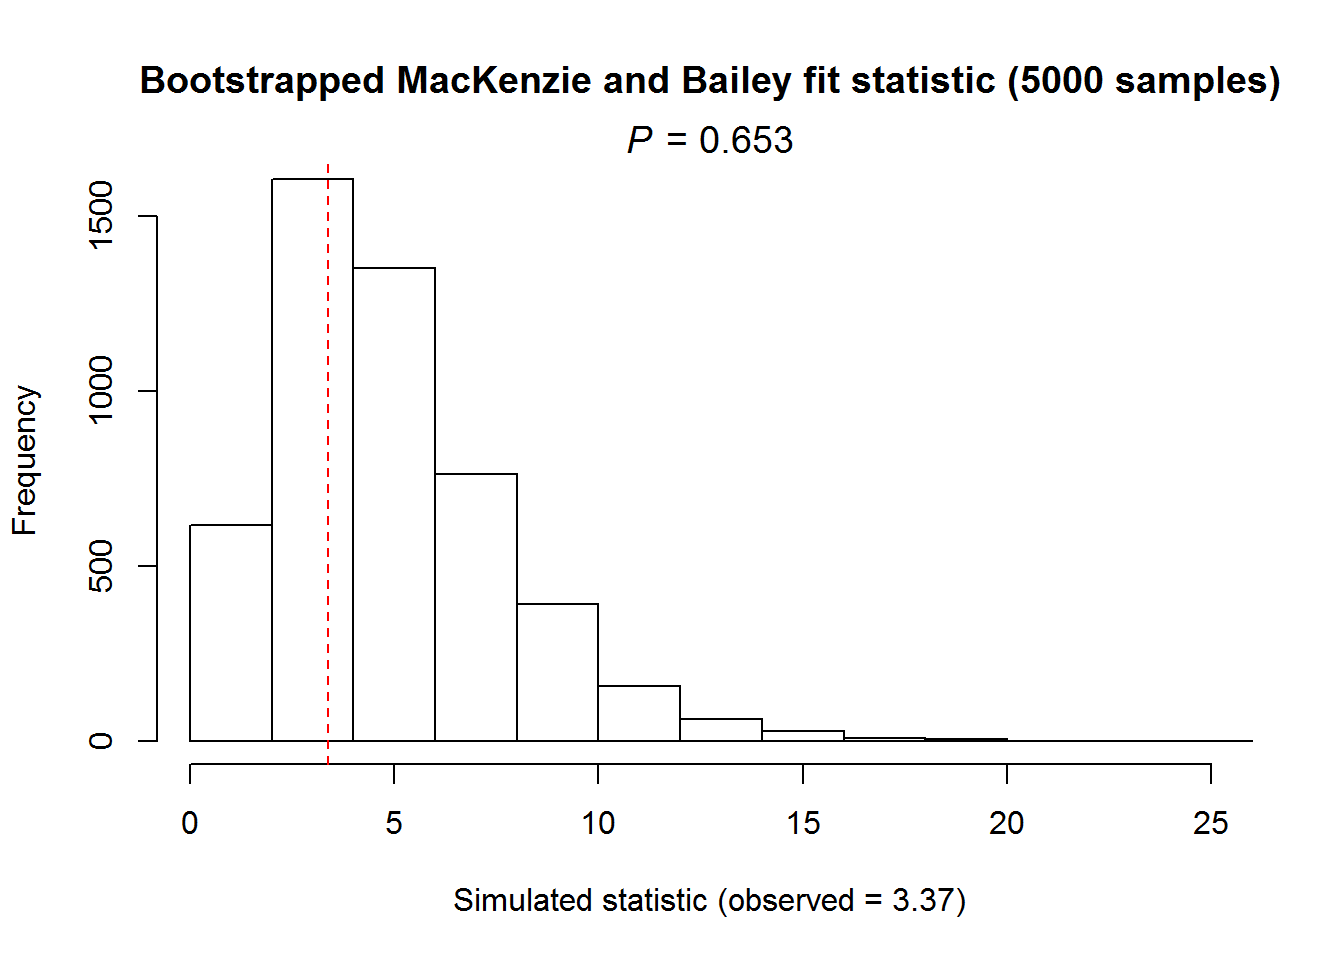 Bootstrapped MacKenzie and Bailey fit statistic (5000 samples)
P = 0.653
Frequency
1500
1000
500
0
0 5 10 15 20 25
Simulated statistic (observed = 3.37)